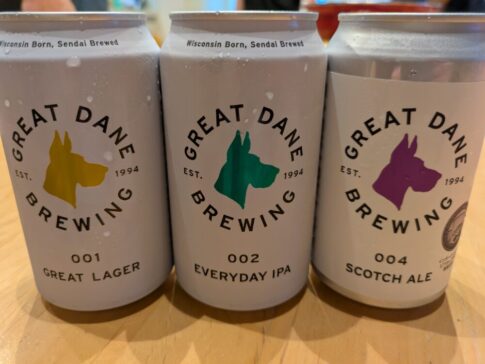 Wisconsin Born, Sendai Brewed
GREAT DANE
EST. 1994
BREWING
001
GREAT LAGER
Wisconsin Born, Sendai Brewed
GREAT DANE
EST. 1994
BREWING
002
EVERYDAY IPA
GREAT DANE
EST. 1994
BREWING
004
SCOTCH ALE